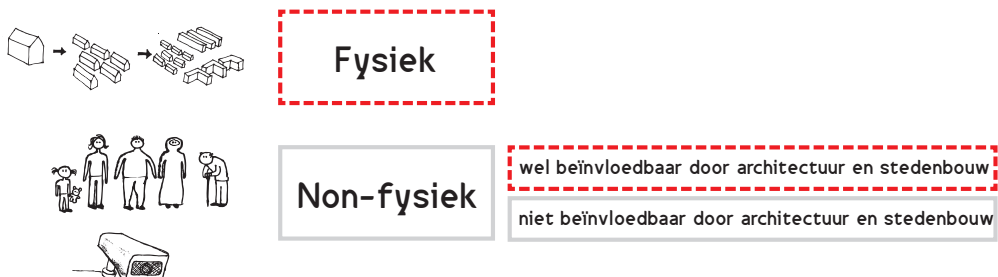 Fysiek
Non-fysiek
wel beïnvloedbaar door architectuur en stedenbouw
niet beïnvloedbaar door architectuur en stedenbouw